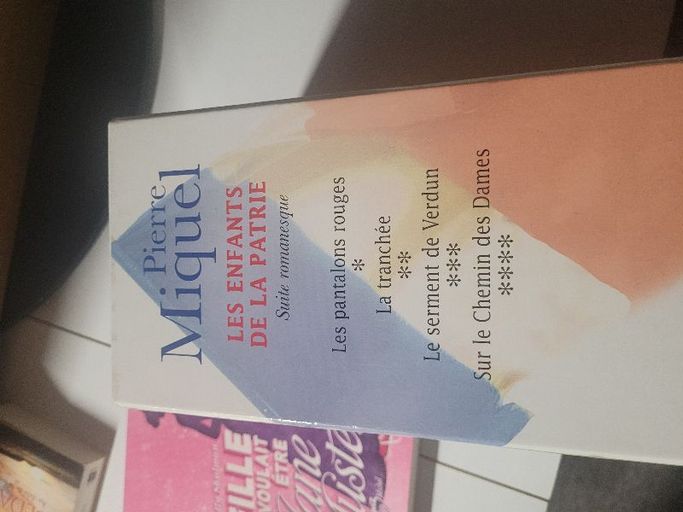 Pierre
Miquel
LES ENFANTS
DE LA PATRIE
Suite romanesque
Les pantalons rouges
*
La tranchée
**
Le serment de Verdun
***
Sur le Chemin des Dames
****
VOULAIT
ÊTRE